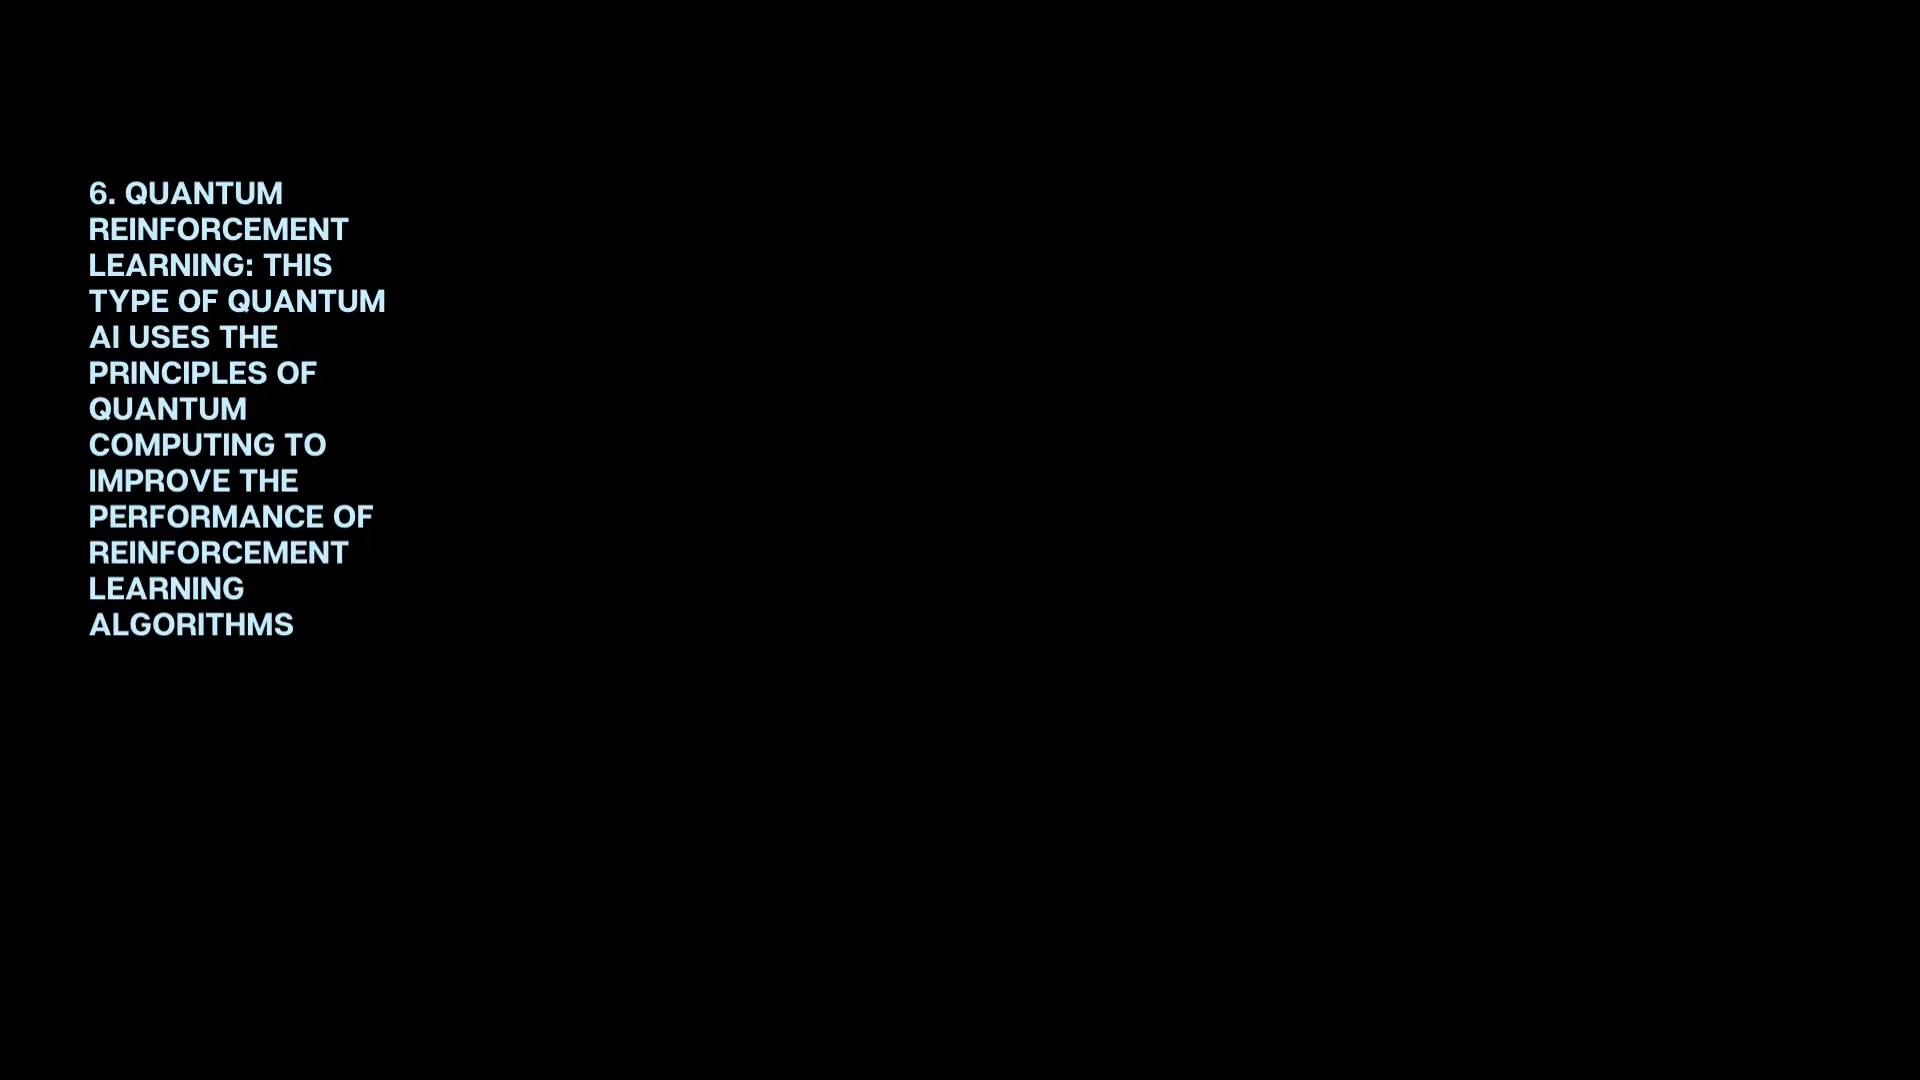 6. QUANTUM
REINFORCEMENT
LEARNING: THIS
TYPE OF QUANTUM
AI USES THE
PRINCIPLES OF
QUANTUM
COMPUTING TO
IMPROVE THE
PERFORMANCE OF
REINFORCEMENT
LEARNING
ALGORITHMS